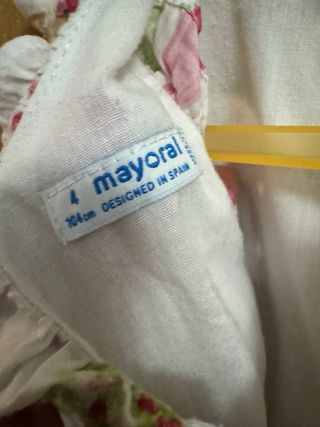 4 mayoral
104cm DESIGNED IN SPAIN